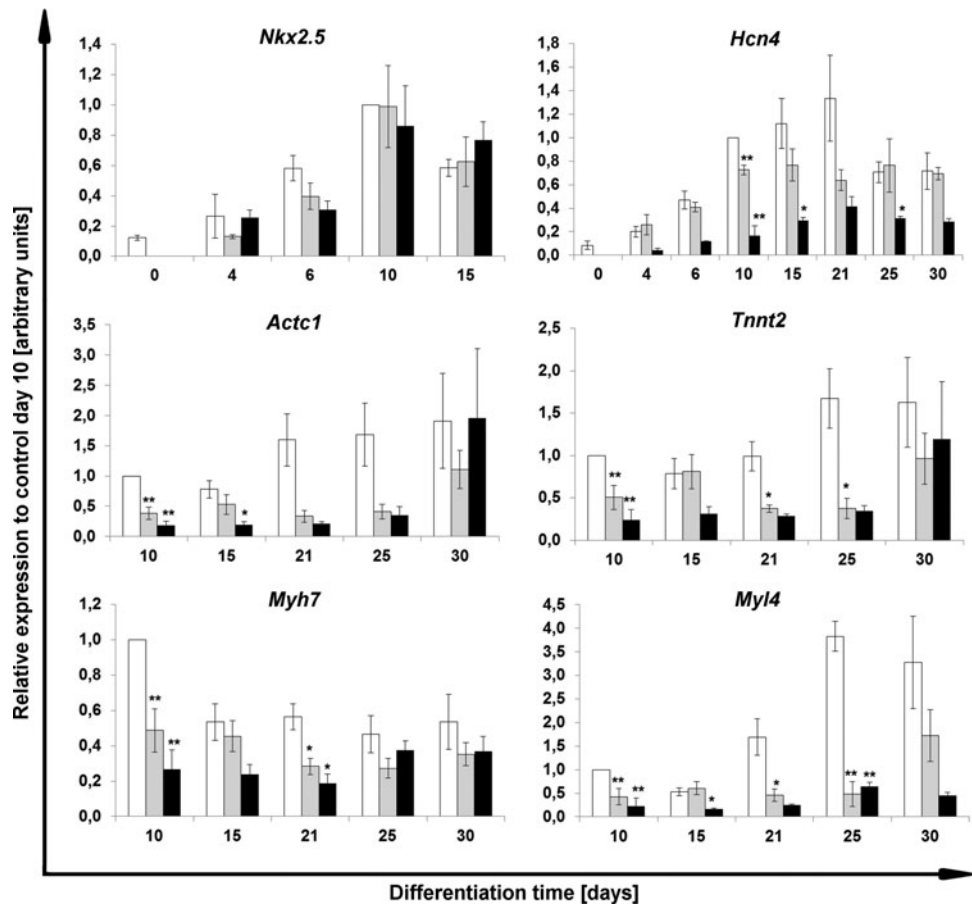 Relative expression to control day 10 [arbitrary units]
Nkx2.5
1,4
1,2
1,0
0,8
0,6
0,4
0,2
0,0
0 4 6 10 15
Hcn4
1,8
1,6
1,4
1,2
1,0
0,8
0,6
0,4
0,2
0,0
** ** * *
0 4 6 10 15 21 25 30
Actc1
3,5
3,0
2,5
2,0
1,5
1,0
0,5
0,0
** ** *
10 15 21 25 30
Tnnt2
2,5
2,0
1,5
1,0
0,5
0,0
** ** * *
10 15 21 25 30
Myh7
1,2
1,0
0,8
0,6
0,4
0,2
0,0
** ** * *
10 15 21 25 30
Myl4
4,5
4,0
3,5
3,0
2,5
2,0
1,5
1,0
0,5
0,0
** ** * * ** **
10 15 21 25 30
Differentiation time [days]